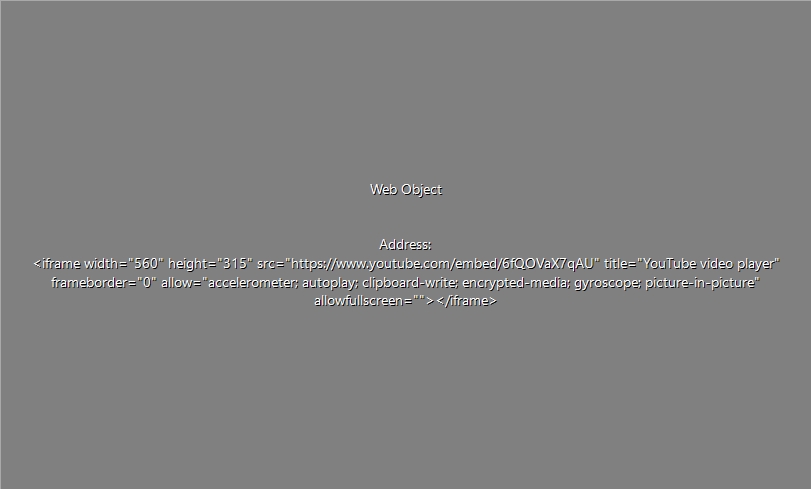 Web Object
Address:
<iframe width="560" height="315" src="https://www.youtube.com/embed/6fQOVaX7qAU" title="YouTube video player"
frameborder="0" allow="accelerometer; autoplay; clipboard-write; encrypted-media; gyroscope; picture-in-picture"
allowfullscreen=""></iframe>